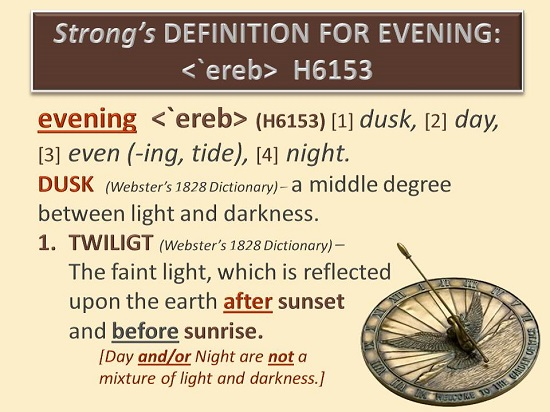 Strong's DEFINITION FOR EVENING:
<`ereb> H6153
evening <`ereb> (H6153) [1] dusk, [2] day,
[3] even (-ing, tide), [4] night.
DUSK (Webster's 1828 Dictionary) – a middle degree
between light and darkness.
1. TWILIGT (Webster's 1828 Dictionary) –
The faint light, which is reflected
upon the earth after sunset
and before sunrise.
[Day and/or Night are not a
mixture of light and darkness.]